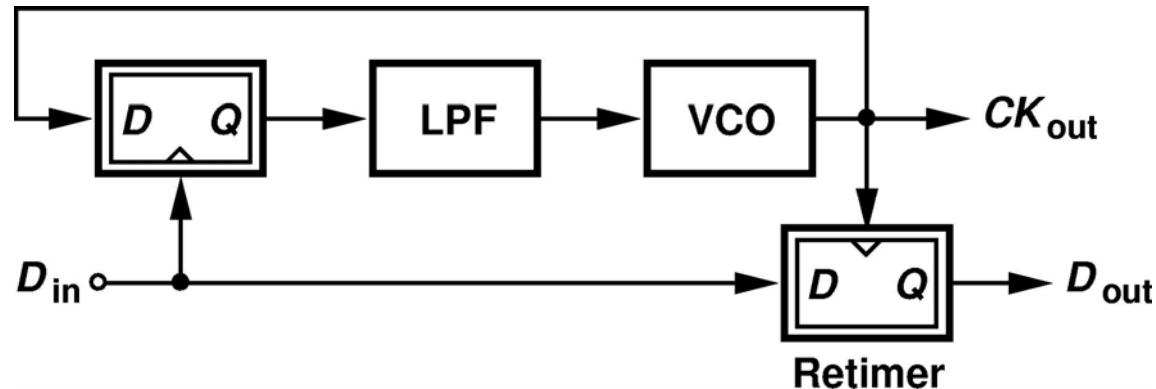 D Q
LPF
VCO
CKout
Din
D Q
Dout
Retimer